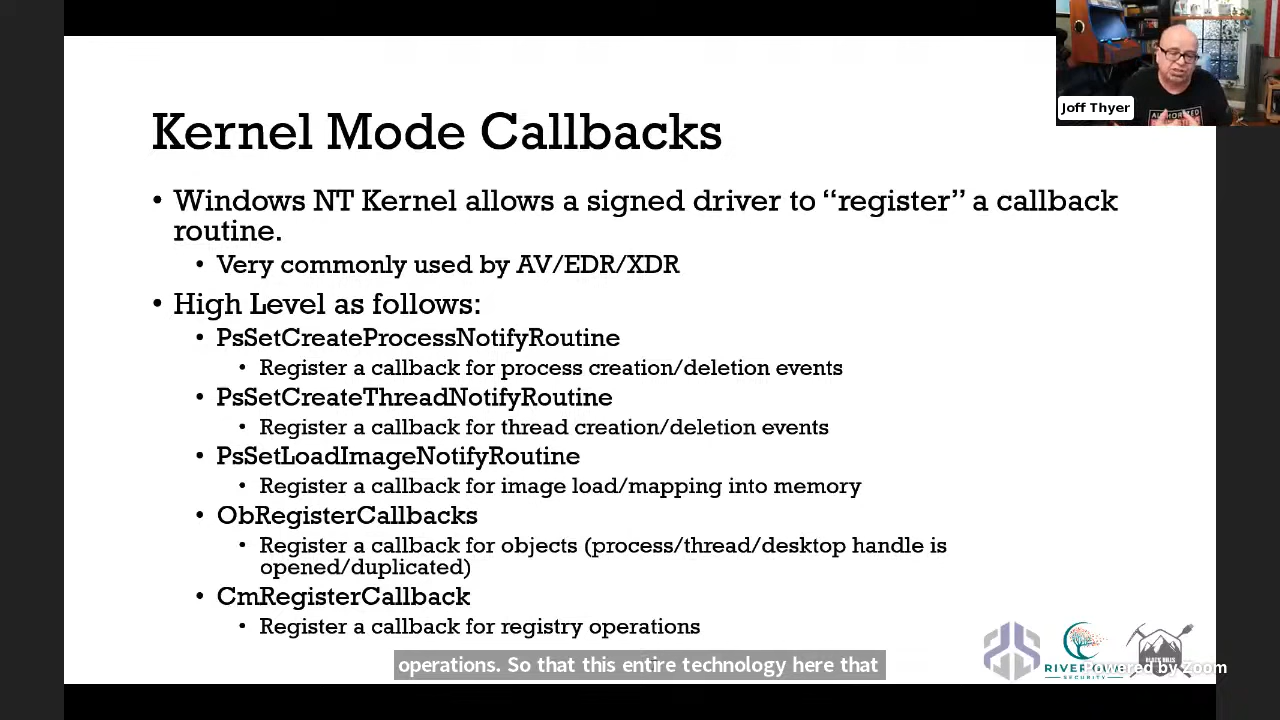 Joff Thyer
AUTHORIZED
Kernel Mode Callbacks
• Windows NT Kernel allows a signed driver to “register” a callback
routine.
• Very commonly used by AV/EDR/XDR
• High Level as follows:
• PsSetCreateProcessNotifyRoutine
• Register a callback for process creation/deletion events
• PsSetCreateThreadNotifyRoutine
• Register a callback for thread creation/deletion events
• PsSetLoadImageNotifyRoutine
• Register a callback for image load/mapping into memory
• ObRegisterCallbacks
• Register a callback for objects (process/thread/desktop handle is
opened/duplicated)
• CmRegisterCallback
• Register a callback for registry operations
operations. So that this entire technology here that
SECURITY
BLACK HILLS
Powered by Zoom